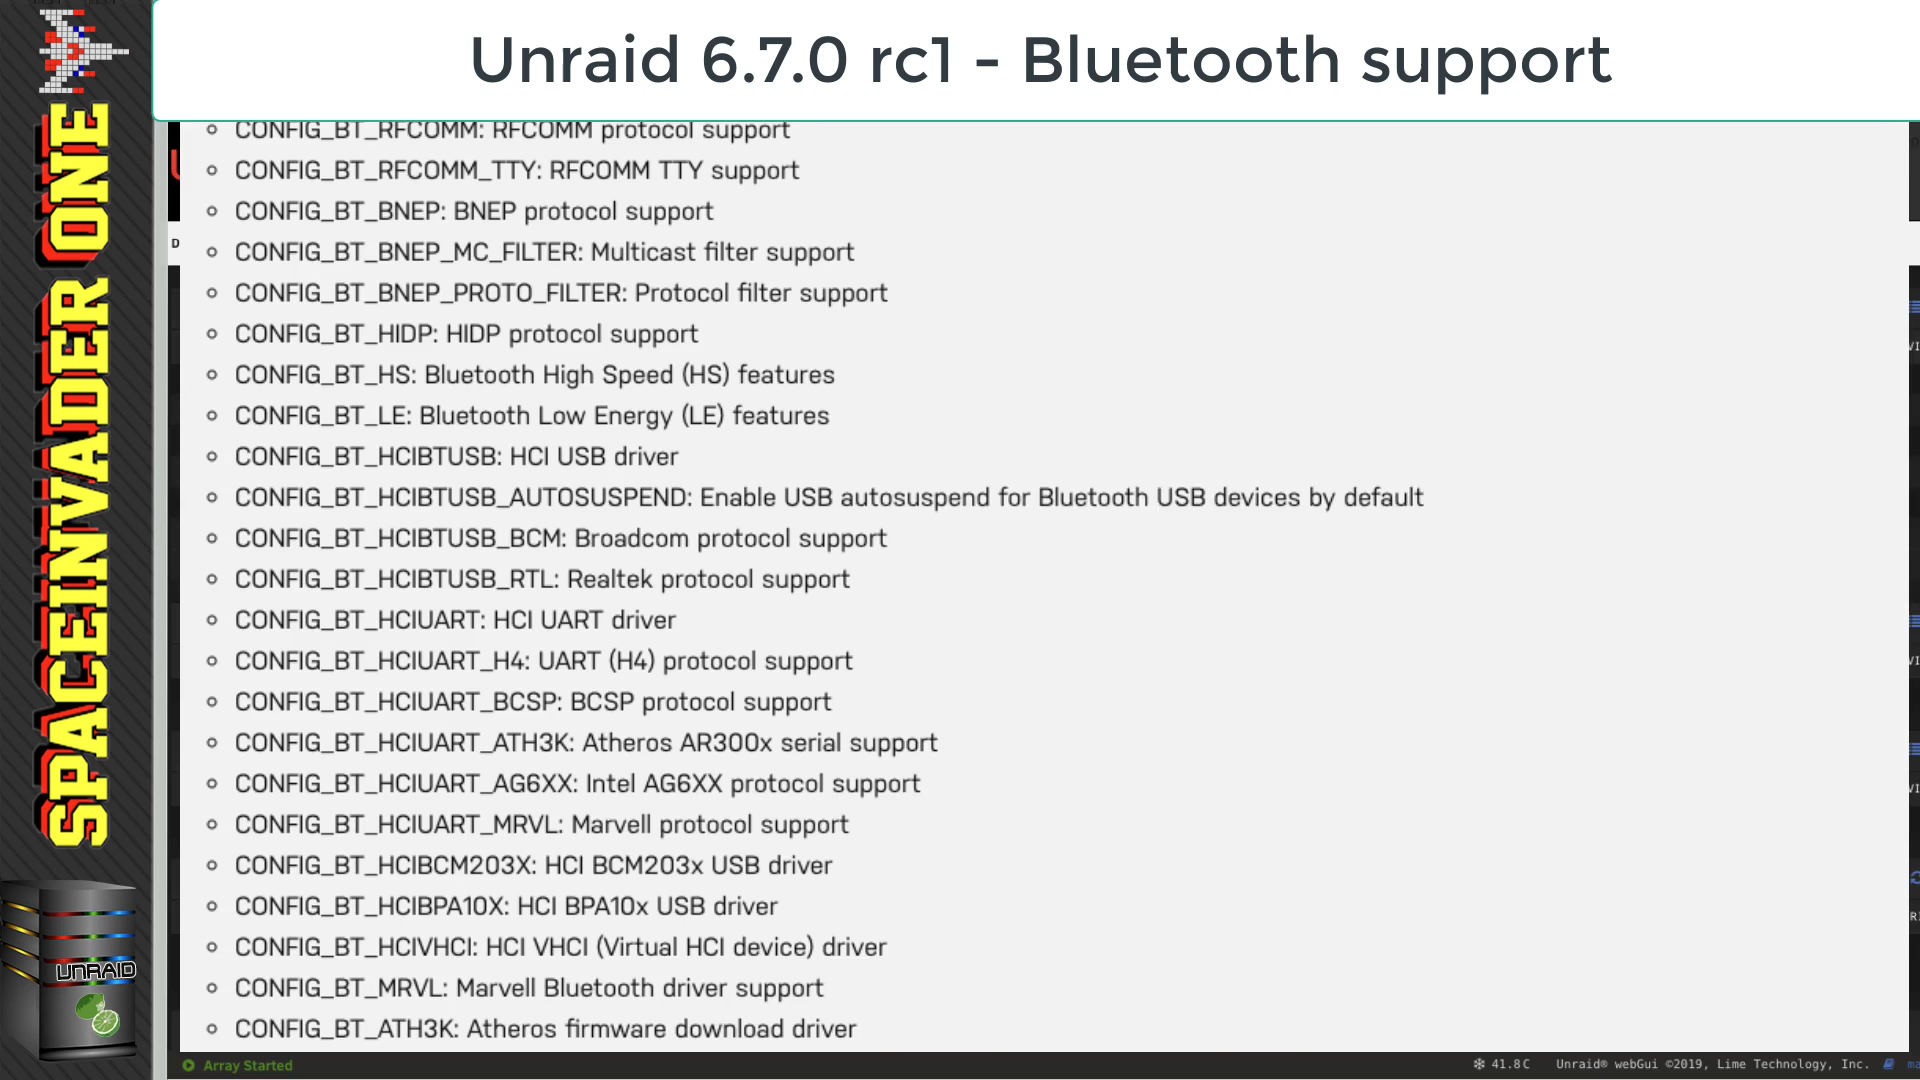 Unraid 6.7.0 rc1 - Bluetooth support
SPACEINVADER ONE
CONFIG_BT_RFCOMM: RFCOMM protocol support
CONFIG_BT_RFCOMM_TTY: RFCOMM TTY support
CONFIG_BT_BNEP: BNEP protocol support
D
CONFIG_BT_BNEP_MC_FILTER: Multicast filter support
CONFIG_BT_BNEP_PROTO_FILTER: Protocol filter support
CONFIG_BT_HIDP: HIDP protocol support
CONFIG_BT_HS: Bluetooth High Speed (HS) features
CONFIG_BT_LE: Bluetooth Low Energy (LE) features
CONFIG_BT_HCIBTUSB: HCI USB driver
CONFIG_BT_HCIBTUSB_AUTOSUSPEND: Enable USB autosuspend for Bluetooth USB devices by default
CONFIG_BT_HCIBTUSB_BCM: Broadcom protocol support
CONFIG_BT_HCIBTUSB_RTL: Realtek protocol support
CONFIG_BT_HCIUART: HCI UART driver
CONFIG_BT_HCIUART_H4: UART (H4) protocol support
CONFIG_BT_HCIUART_BCSP: BCSP protocol support
CONFIG_BT_HCIUART_ATH3K: Atheros AR300x serial support
CONFIG_BT_HCIUART_AG6XX: Intel AG6XX protocol support
CONFIG_BT_HCIUART_MRVL: Marvell protocol support
CONFIG_BT_HCIBCM203X: HCI BCM203x USB driver
CONFIG_BT_HCIBPA10X: HCI BPA10x USB driver
CONFIG_BT_HCIVHCI: HCI VHCI (Virtual HCI device) driver
CONFIG_BT_MRVL: Marvell Bluetooth driver support
CONFIG_BT_ATH3K: Atheros firmware download driver
UNRAID
Array Started
41.8C Unraid® webGui ©2019, Lime Technology, Inc.